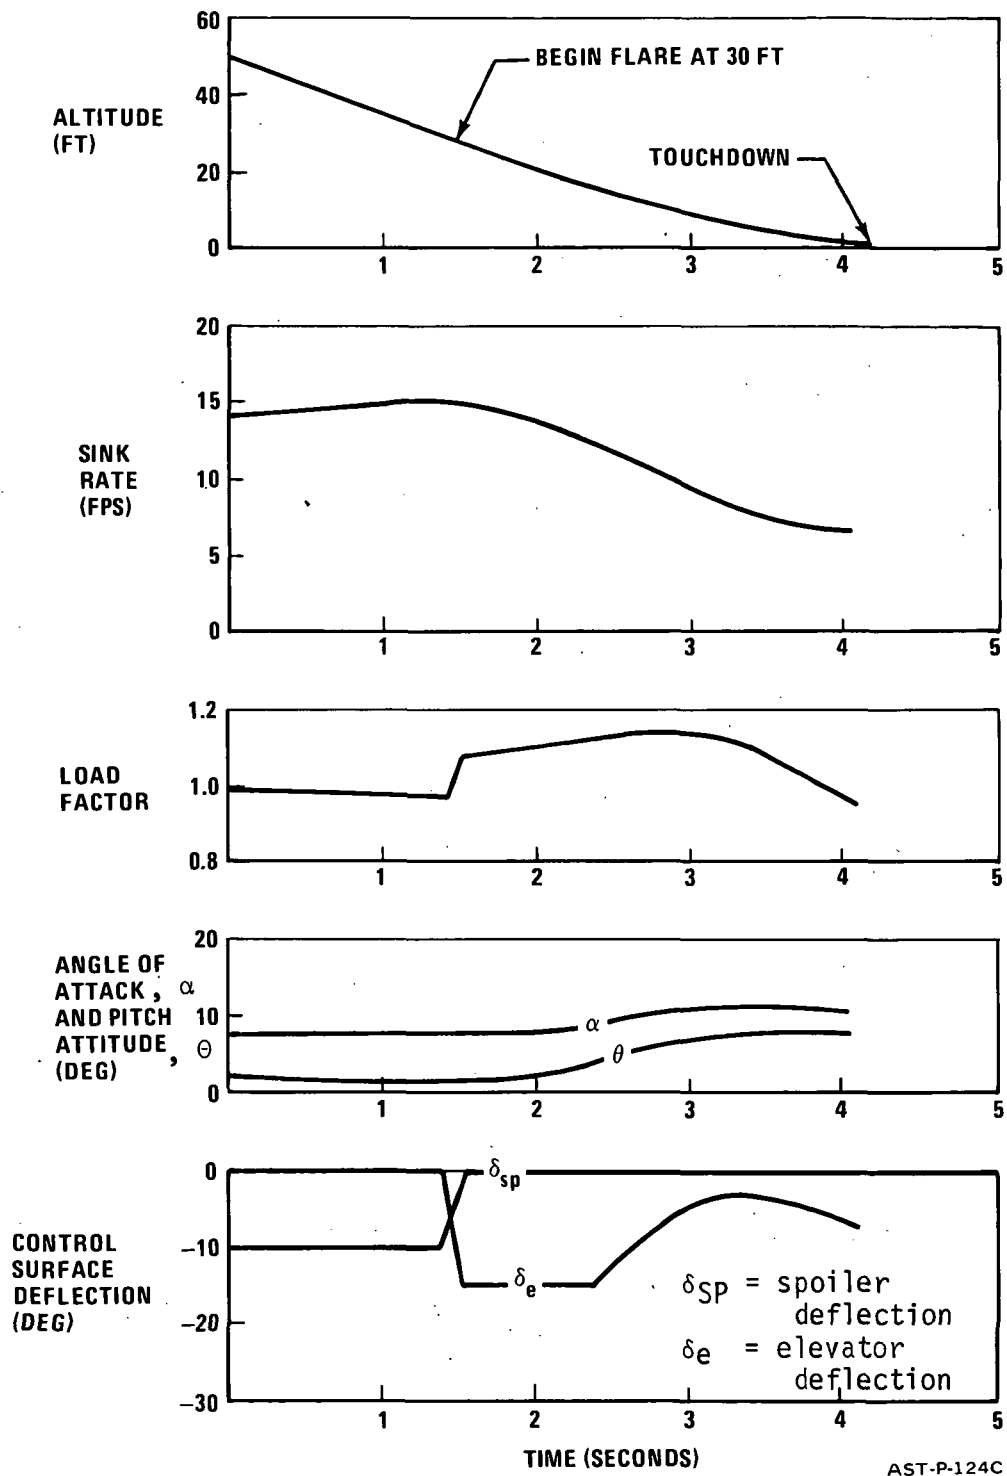 60
BEGIN FLARE AT 30 FT
40
ALTITUDE
(FT)
TOUCHDOWN
20
0
1 2 3 4 5
20
15
SINK
RATE
(FPS)
10
5
0
1 2 3 4 5
1.2
LOAD
FACTOR
1.0
0.8
1 2 3 4 5
20
ANGLE OF
ATTACK, α
AND PITCH
ATTITUDE, Θ
(DEG)
10
α
θ
0
1 2 3 4 5
0
δsp
CONTROL
SURFACE
DEFLECTION
(DEG)
−10
δe
δSP = spoiler
deflection
−20
δe = elevator
deflection
−30
1 2 3 4 5
TIME (SECONDS)
AST-P-124C